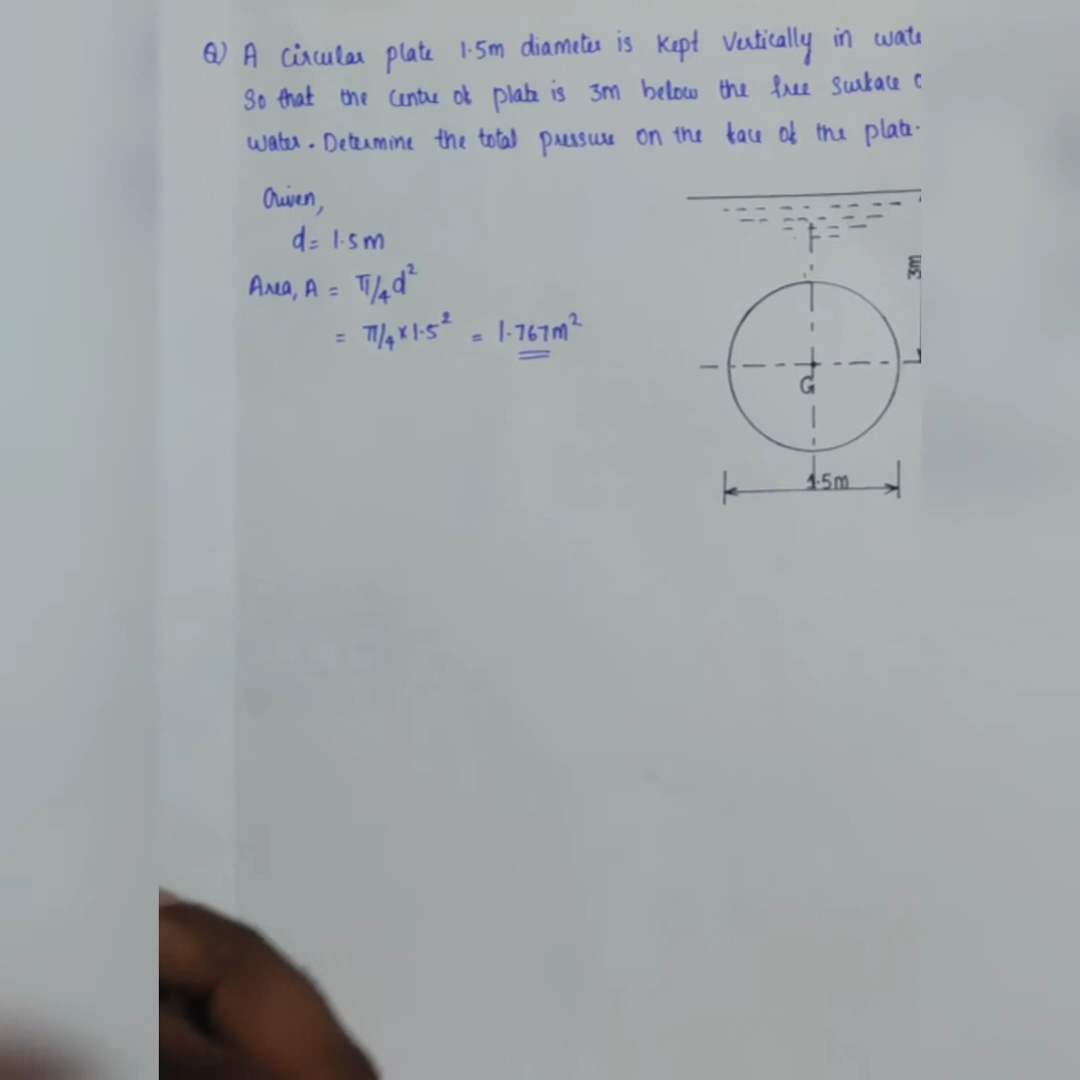 Q) A Circular plate 1.5m diameter is kept Vertically in wate
So that the centre of plate is 3m below the free Surface o
water. Determine the total pressure on the face of the plate.
Given,
d = 1.5m
Area, A = π/4 d²
= π/4 × 1.5² = 1.767m²
3m
G
1.5m